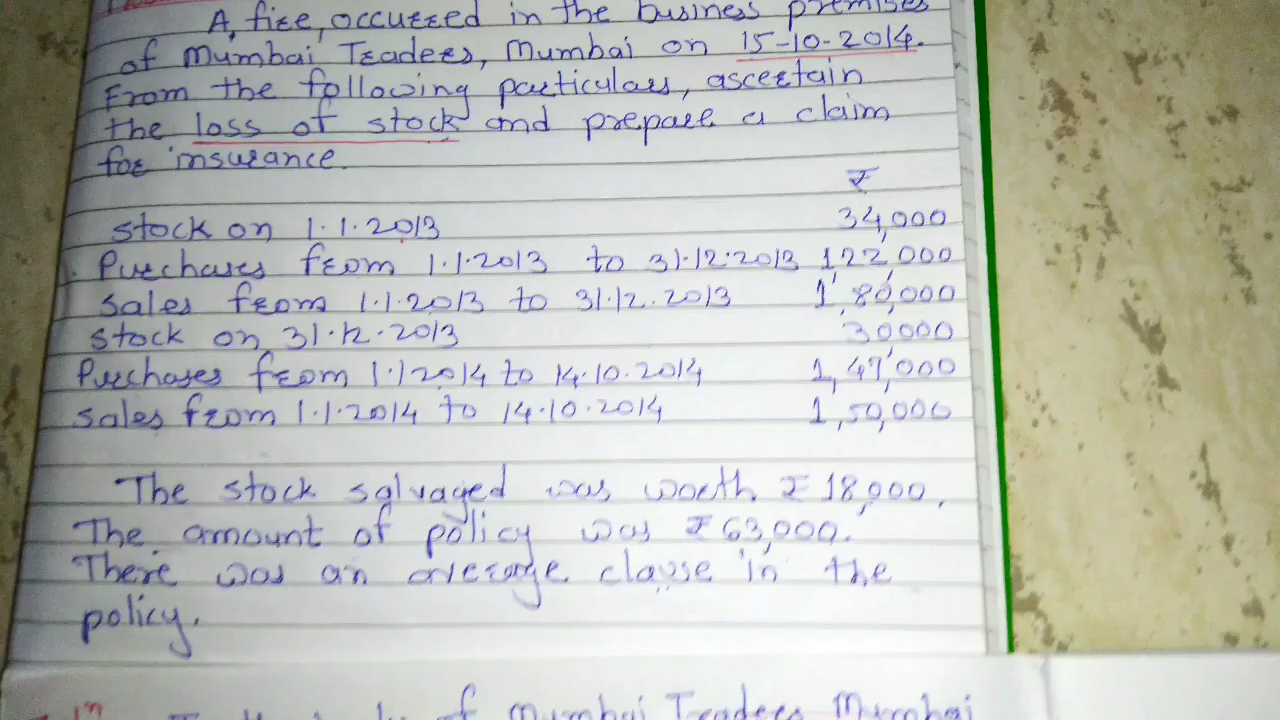 A, fire, occurred in the business premises
of Mumbai Traders, Mumbai on 15-10-2014.
From the following particulars, ascertain
the loss of stock and prepare a claim
for insurance.
₹
stock on 1.1.2013 34,000
Purchases from 1.1.2013 to 31.12.2013 122,000
sales from 1.1.2013 to 31.12.2013 1,80,000
stock on 31.12.2013 30,000
Purchases from 1.1.2014 to 14.10.2014 1,47,000
sales from 1.1.2014 to 14.10.2014 1,50,000
The stock salvaged was worth ₹ 18,000.
The amount of policy was ₹ 63,000.
There was an average clause in the
policy.
of Mumbai Traders Mumbai